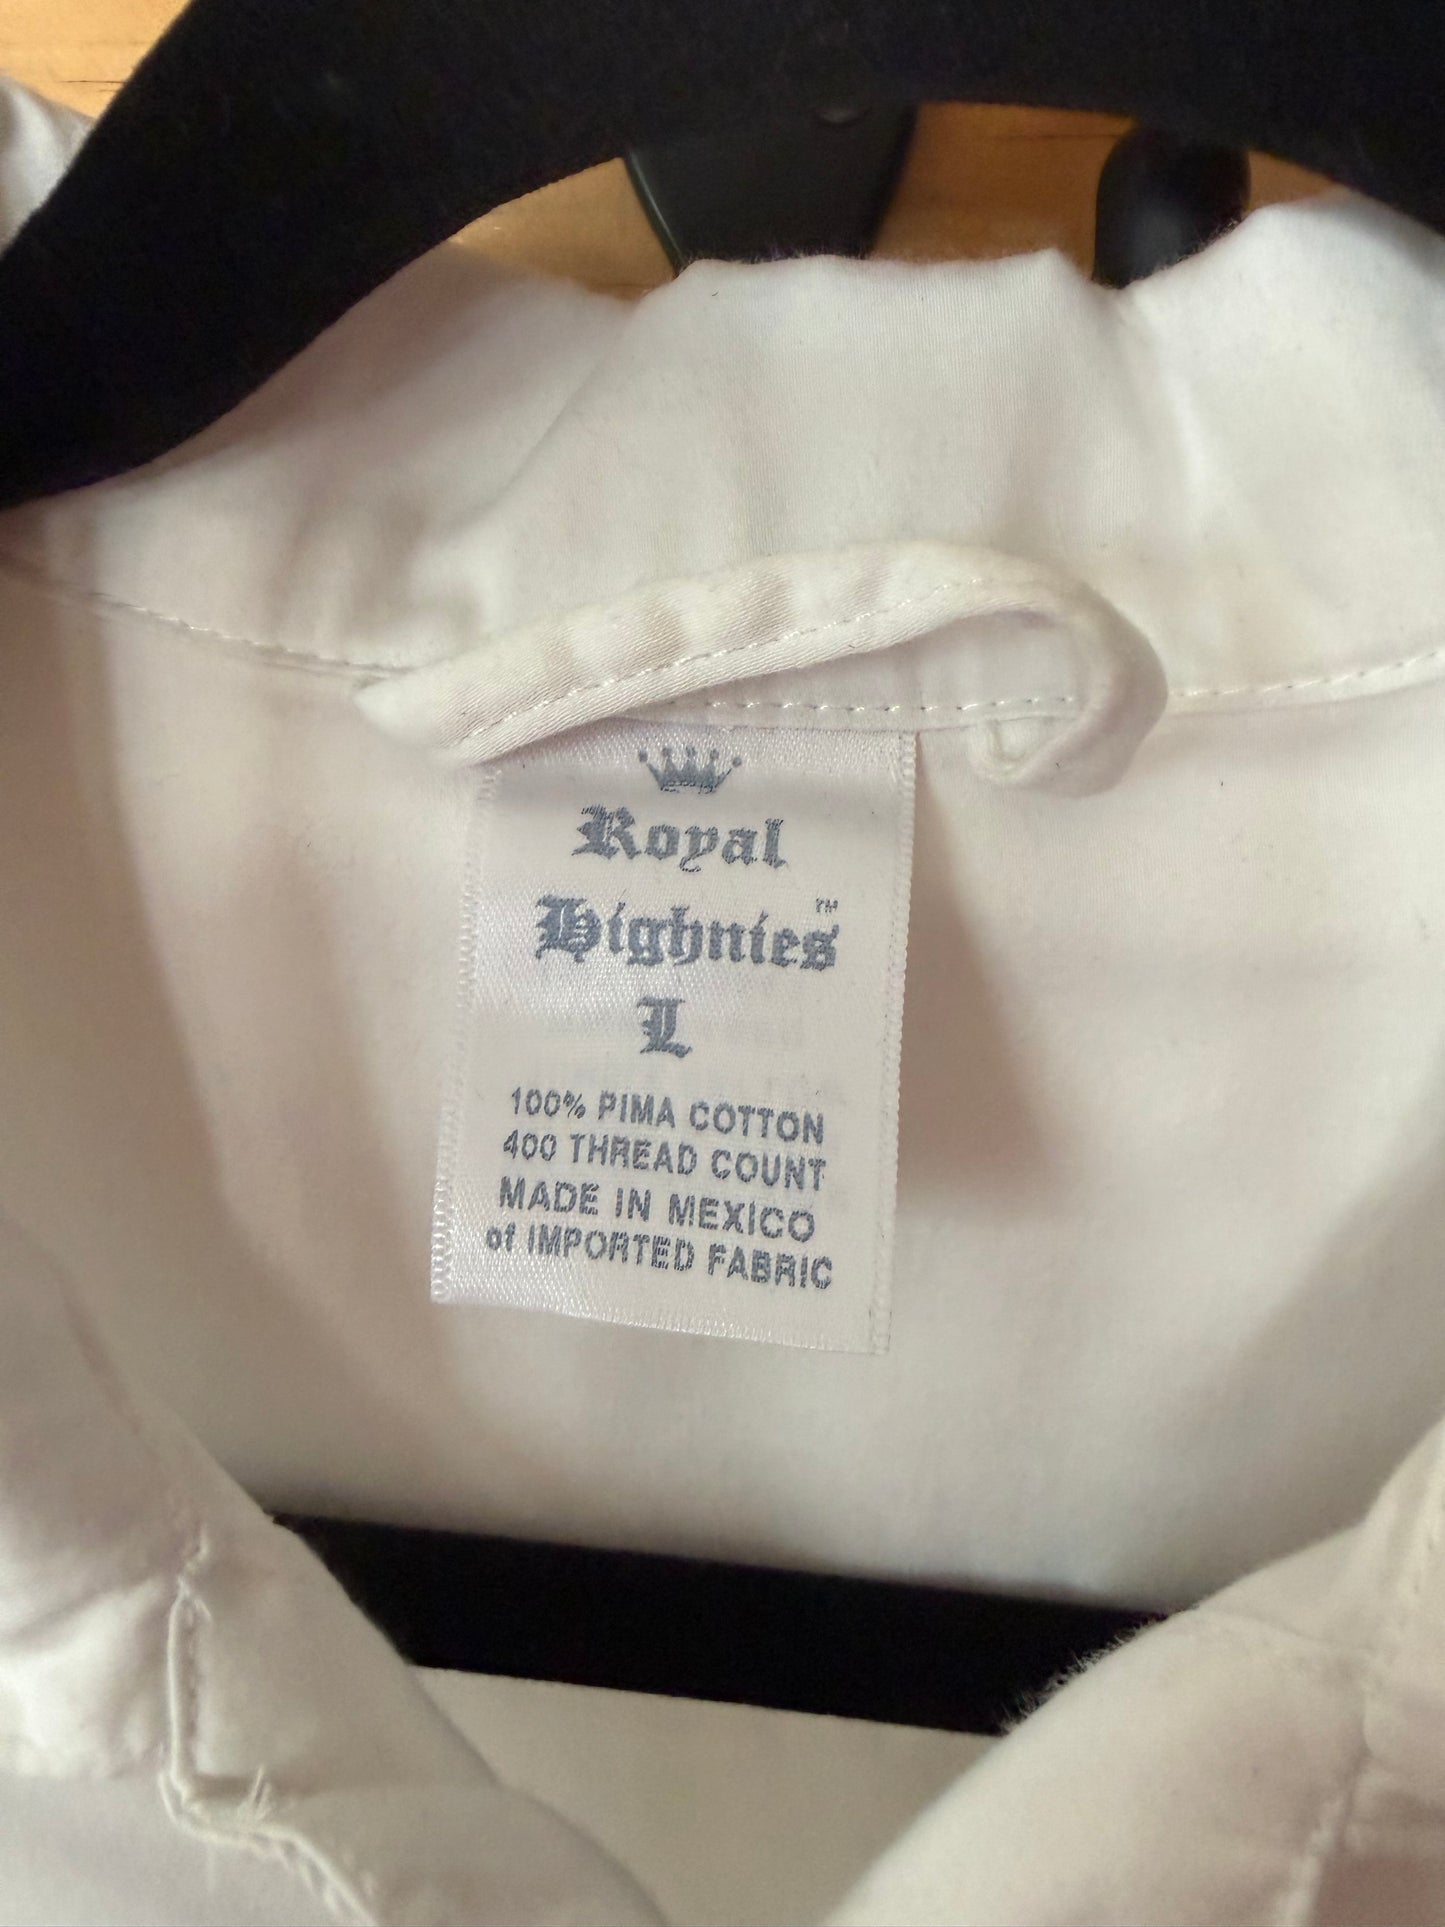 Royal
Highnies™
L
100% PIMA COTTON
400 THREAD COUNT
MADE IN MEXICO
of IMPORTED FABRIC